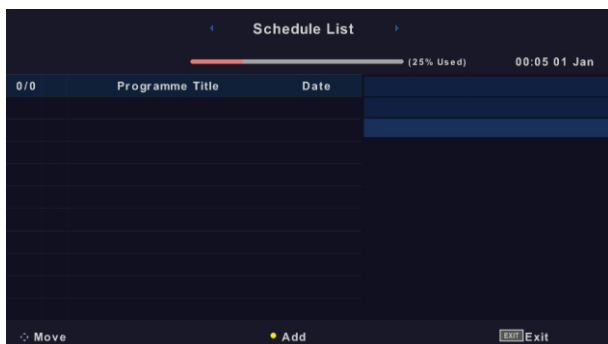 Schedule List
(25% Used) 00:05 01 Jan
0/0 Programme Title Date
Move Add EXIT Exit